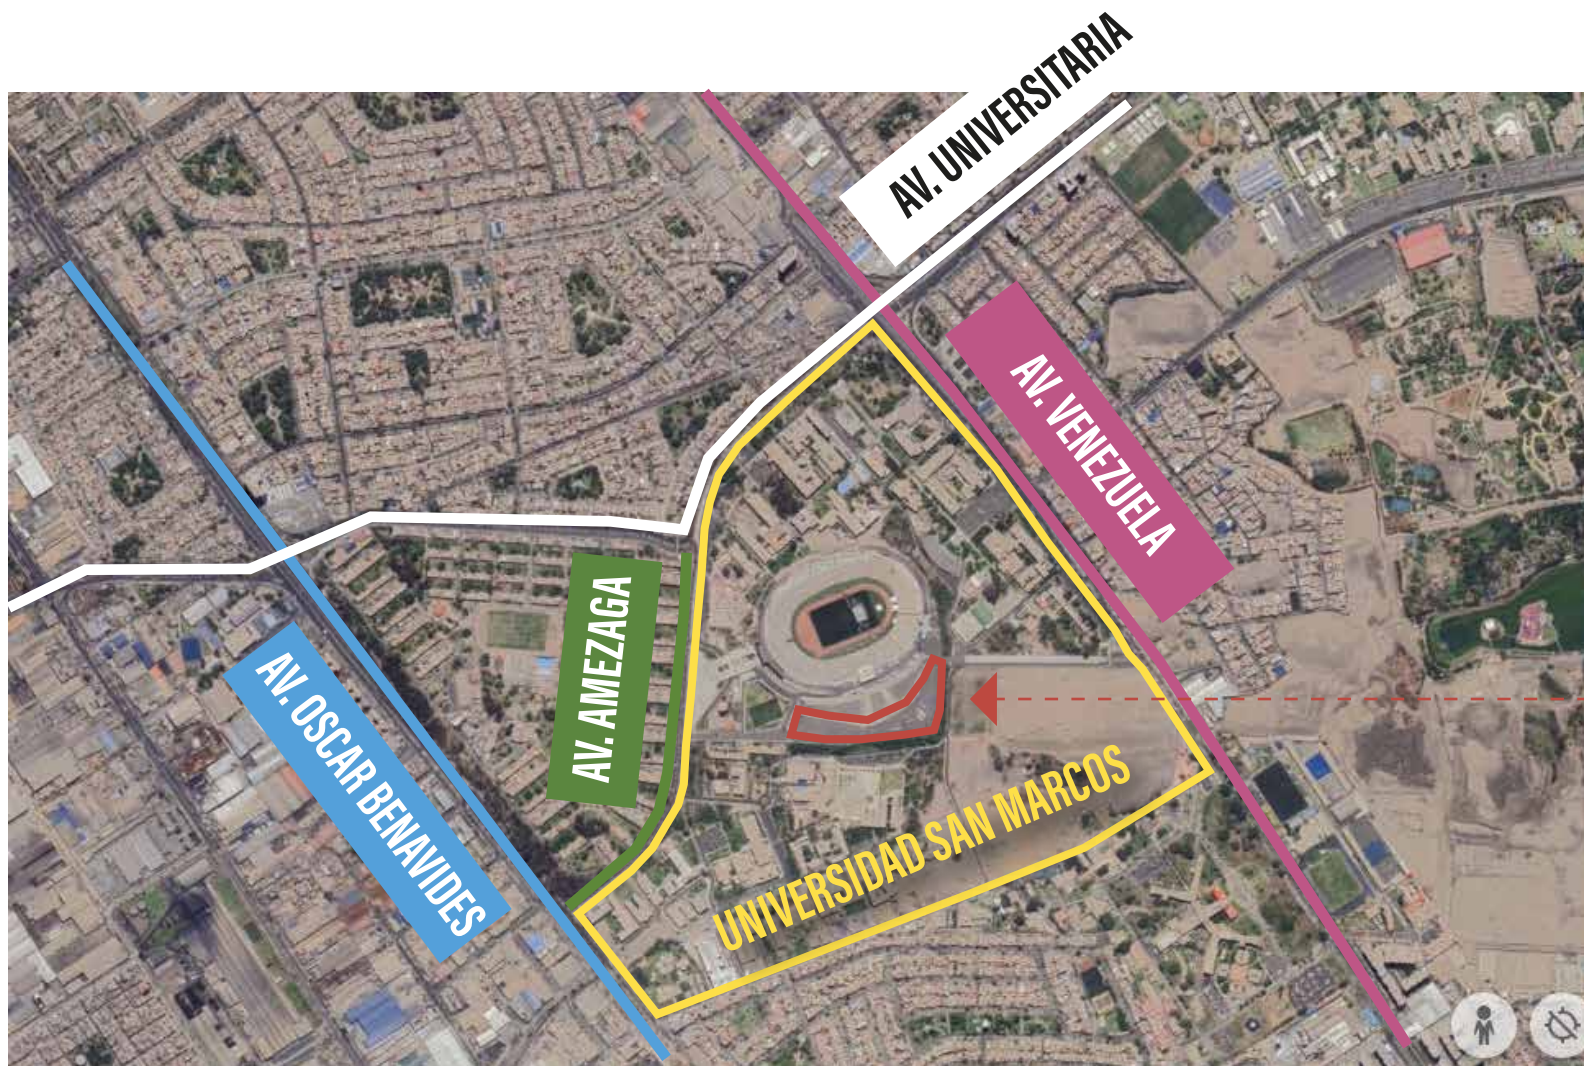 AV. UNIVERSITARIA
AV. VENEZUELA
AV. AMEZAGA
AV. OSCAR BENAVIDES
UNIVERSIDAD SAN MARCOS